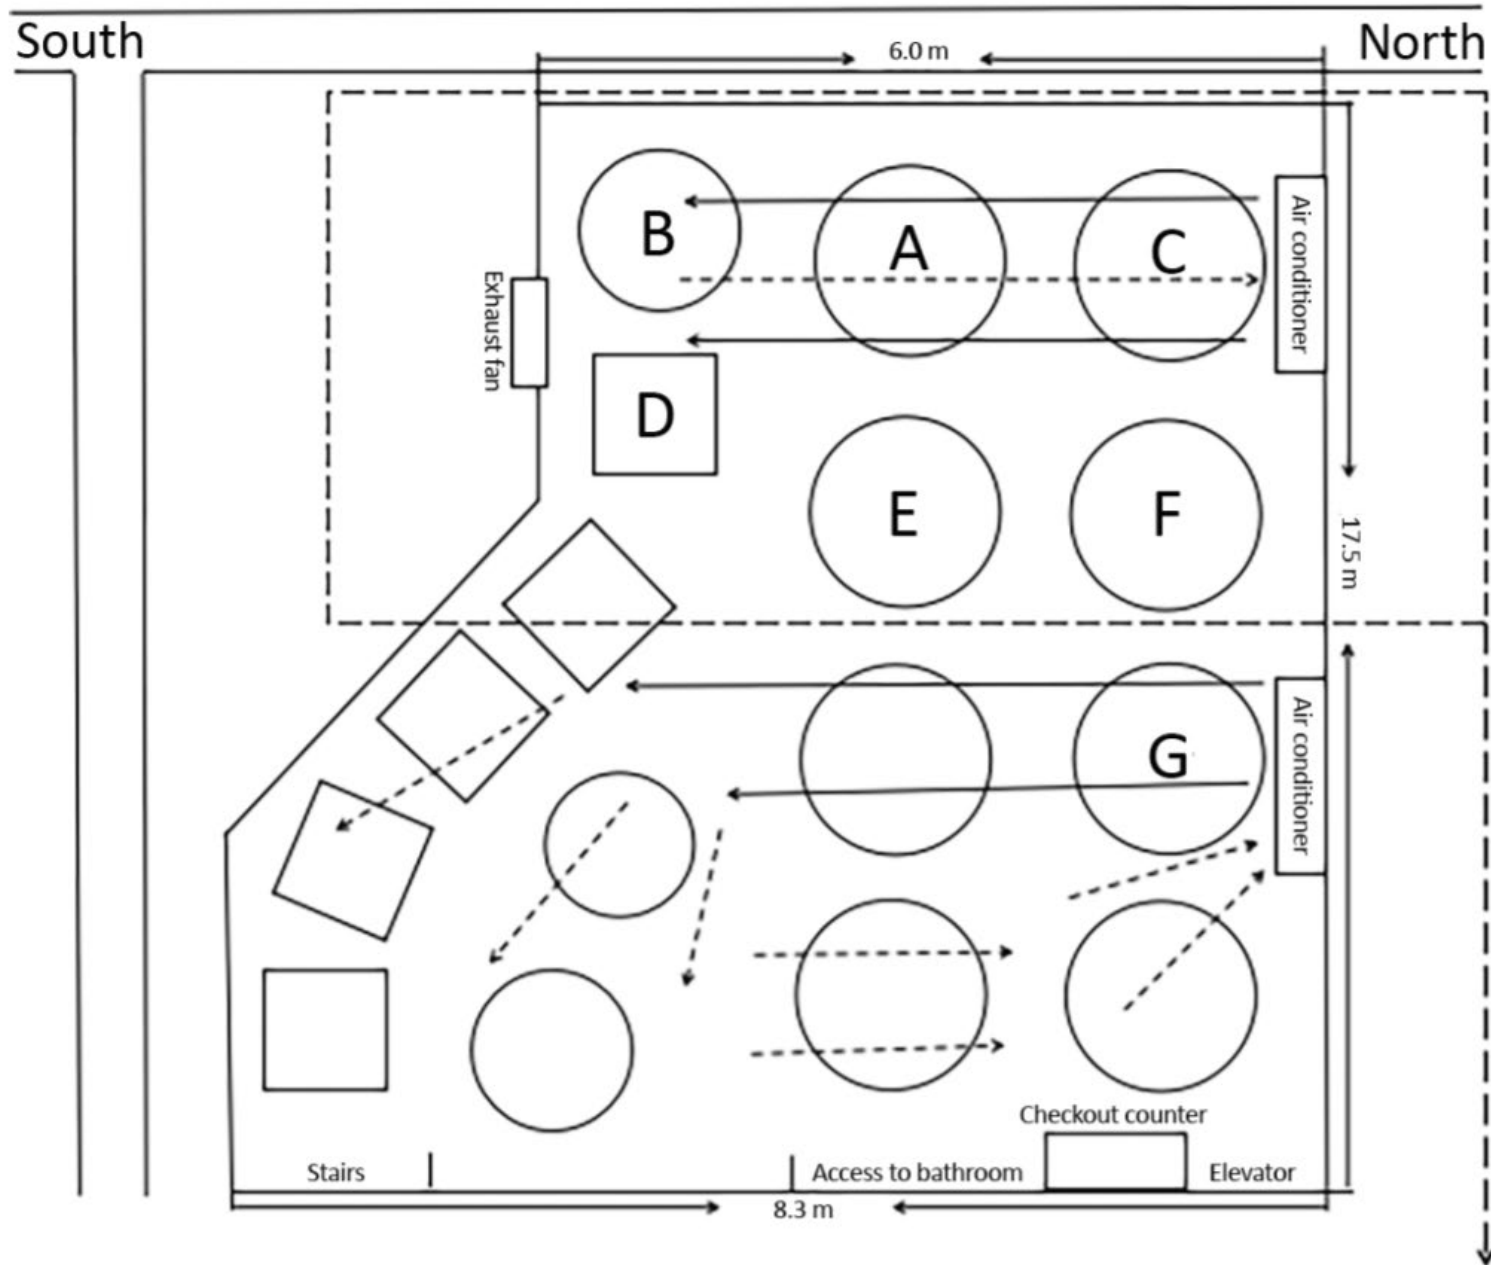 South
North
6.0 m
B
A
C
Air conditioner
Exhaust fan
D
E
F
17.5 m
G
Air conditioner
Checkout counter
Stairs
Access to bathroom
Elevator
8.3 m